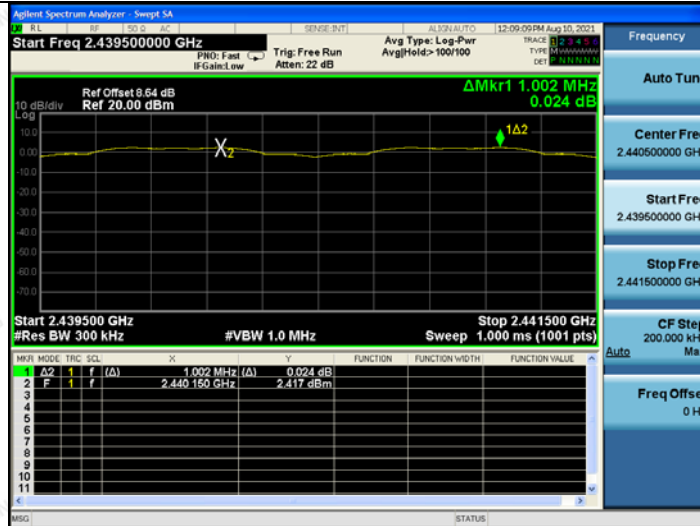 Agilent Spectrum Analyzer - Swept SA
RL RF 50 Ω AC SENSE:INT ALIGNAUTO 12:09:09 PM Aug 10, 2021
Start Freq 2.439500000 GHz
PNO: Fast
IFGain:Low
Trig: Free Run
Atten: 22 dB
Avg Type: Log-Pwr
Avg|Hold:>100/100
TRACE 1 2 3 4 5 6
TYPE M
DET P N N N N N
Frequency
Ref Offset 8.64 dB
Ref 20.00 dBm
10 dB/div
Log
ΔMkr1 1.002 MHz
0.024 dB
10.0
0.00
-10.0
-20.0
-30.0
-40.0
-50.0
-60.0
-70.0
1Δ2
X2
Start 2.439500 GHz
#Res BW 300 kHz
#VBW 1.0 MHz
Stop 2.441500 GHz
Sweep 1.000 ms (1001 pts)
MKR MODE TRC SCL X Y FUNCTION FUNCTION WIDTH FUNCTION VALUE
1 Δ2 1 f (Δ) 1.002 MHz (Δ) 0.024 dB
2 F 1 f 2.440 150 GHz 2.417 dBm
3
4
5
6
7
8
9
10
11
MSG
STATUS
Auto Tun
Center Fre
2.440500000 GH
Start Fre
2.439500000 GH
Stop Fre
2.441500000 GH
CF Step
200.000 kH
Auto Ma
Freq Offse
0 H